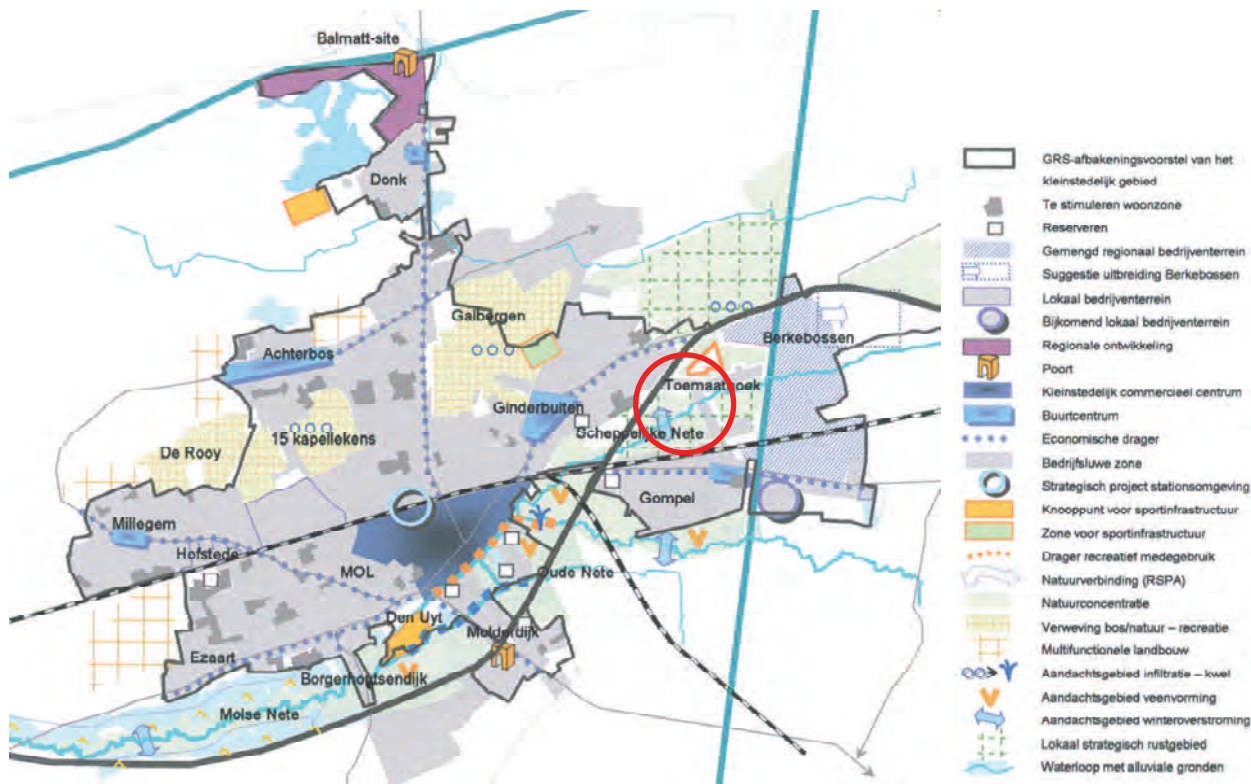 Balmatt-site
Donk
Galbergen
Achterbos
Berkebossen
Toemaathoek
Ginderbuiten
15 kapellekens
Scheppelijke Nete
De Rooy
Gompel
Millegem
Hofstede
MOL
Oude Nete
Den Uyt
Molderdijk
Ezaart
Borgerhoutsendijk
Molse Nete
GRS-afbakeningsvoorstel van het
kleinstedelijk gebied
Te stimuleren woonzone
Reserveren
Gemengd regionaal bedrijventerrein
Suggestie uitbreiding Berkebossen
Lokaal bedrijventerrein
Bijkomend lokaal bedrijventerrein
Regionale ontwikkeling
Poort
Kleinstedelijk commercieel centrum
Buurtcentrum
Economische drager
Bedrijfsluwe zone
Strategisch project stationsomgeving
Knooppunt voor sportinfrastructuur
Zone voor sportinfrastructuur
Drager recreatief medegebruik
Natuurverbinding (RSPA)
Natuurconcentratie
Verweving bos/natuur – recreatie
Multifunctionele landbouw
Aandachtsgebied infiltratie – kwel
Aandachtsgebied veenvorming
Aandachtsgebied winteroverstroming
Lokaal strategisch rustgebied
Waterloop met alluviale gronden